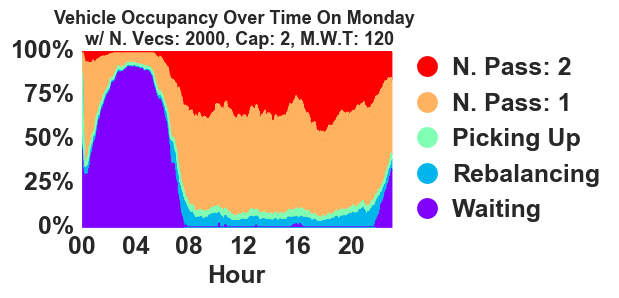 Vehicle Occupancy Over Time On Monday
w/ N. Vecs: 2000, Cap: 2, M.W.T: 120
100%
75%
50%
25%
0%
00 04 08 12 16 20
Hour
N. Pass: 2
N. Pass: 1
Picking Up
Rebalancing
Waiting